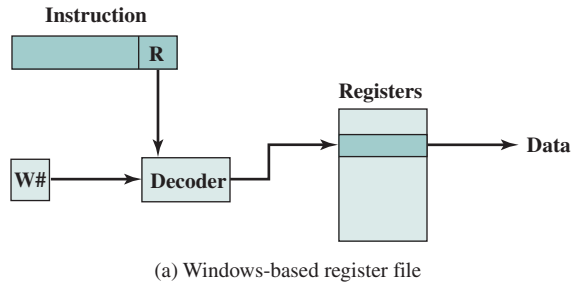 Instruction
R
Registers
Data
W#
Decoder
(a) Windows-based register file